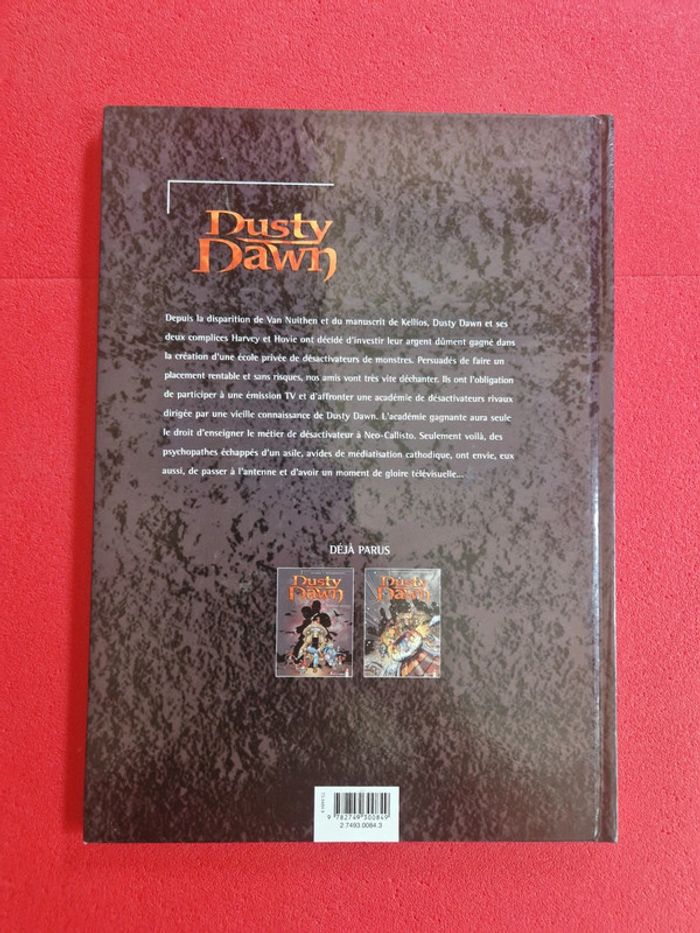 Dusty
Dawn
Depuis la disparition de Van Nuithen et du manuscrit de Kellios, Dusty Dawn et ses
deux complices Harvey et Hovie ont décidé d'investir leur argent dûment gagné dans
la création d'une école privée de désactivateurs de monstres. Persuadés de faire un
placement rentable et sans risques, nos amis vont très vite déchanter. Ils ont l'obligation
de participer à une émission TV et d'affronter une académie de désactivateurs rivaux
dirigée par une vieille connaissance de Dusty Dawn. L'académie gagnante aura seule
le droit d'enseigner le métier de désactivateur à Neo-Callisto. Seulement voilà, des
psychopathes échappés d'un asile, avides de médiatisation cathodique, ont envie, eux
aussi, de passer à l'antenne et d'avoir un moment de gloire télévisuelle...
DÉJÀ PARUS
Dusty
Dawn
Dusty
Dawn
9 782749 300849
2.7493.0084.3